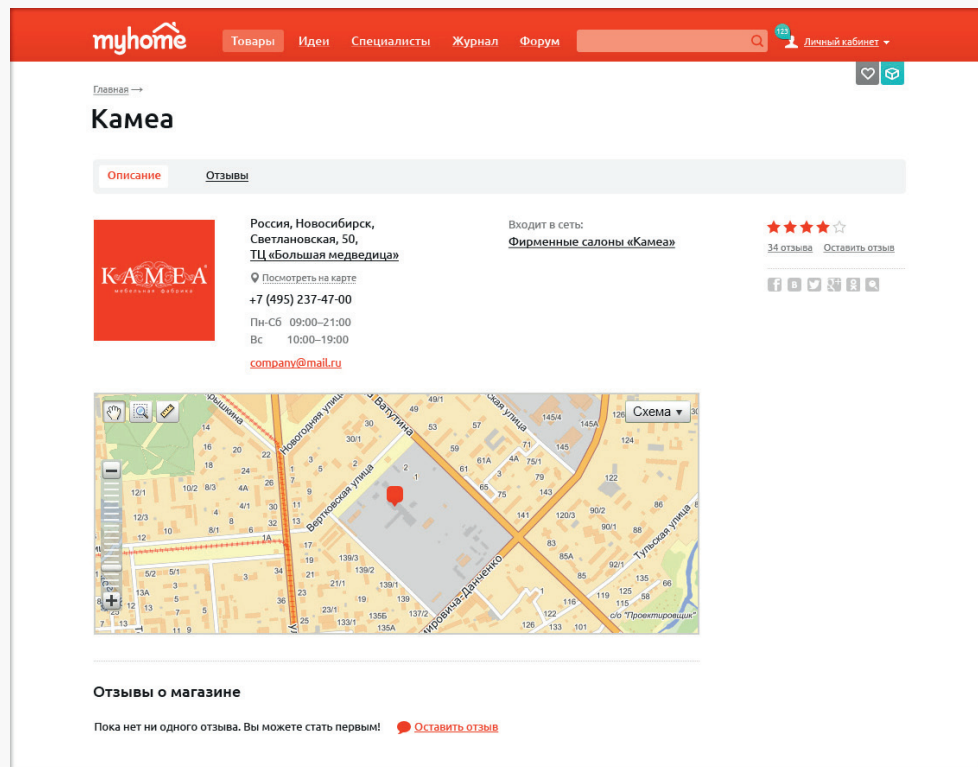 myhome
Товары Идеи Специалисты Журнал Форум
123
Личный кабинет
Главная →
Камеа
Описание Отзывы
КАМЕА
мебельная фабрика
Россия, Новосибирск,
Светлановская, 50,
ТЦ «Большая медведица»
Посмотреть на карте
+7 (495) 237-47-00
Пн-Сб 09:00–21:00
Вс 10:00–19:00
company@mail.ru
Входит в сеть:
Фирменные салоны «Камеа»
34 отзыва Оставить отзыв
Схема
Новогодняя улица
Ватутина
Вертковская улица
Тульская улица
с/о "Проектировщик"
Отзывы о магазине
Пока нет ни одного отзыва. Вы можете стать первым! Оставить отзыв